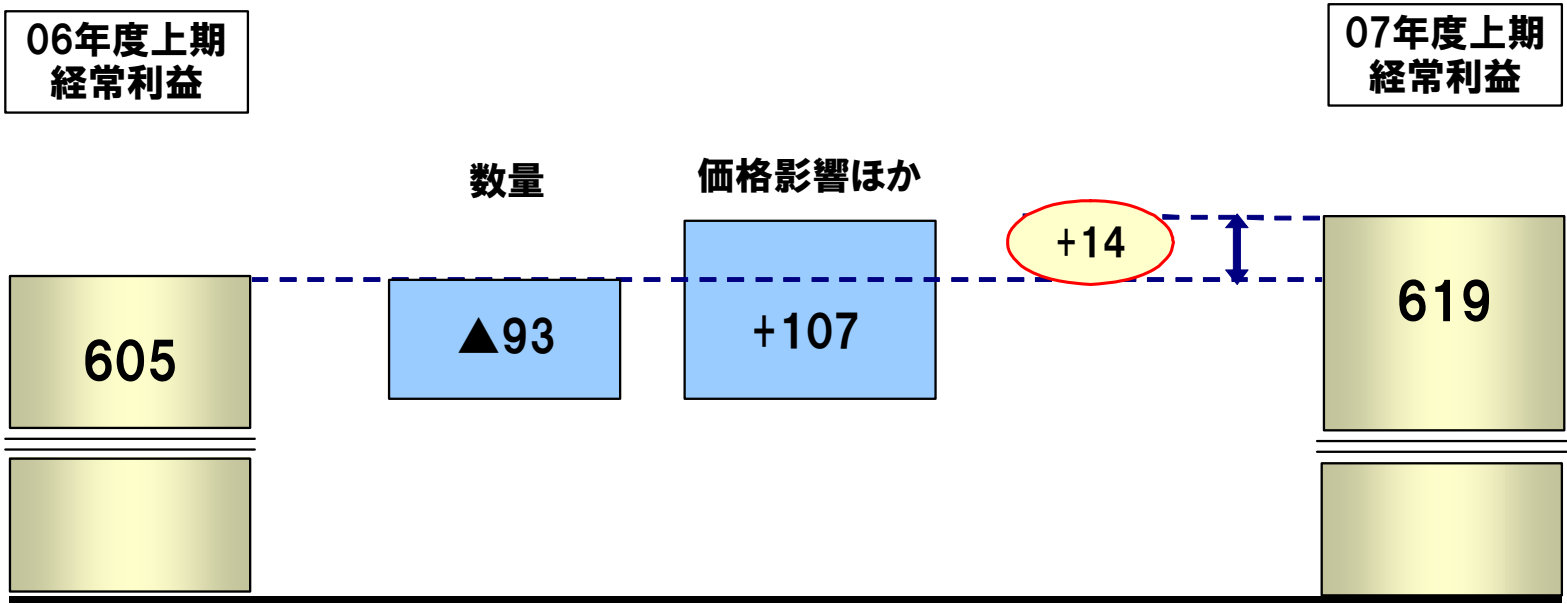 06年度上期
経常利益
07年度上期
経常利益
数量
価格影響ほか
+14
619
605
▲93
+107